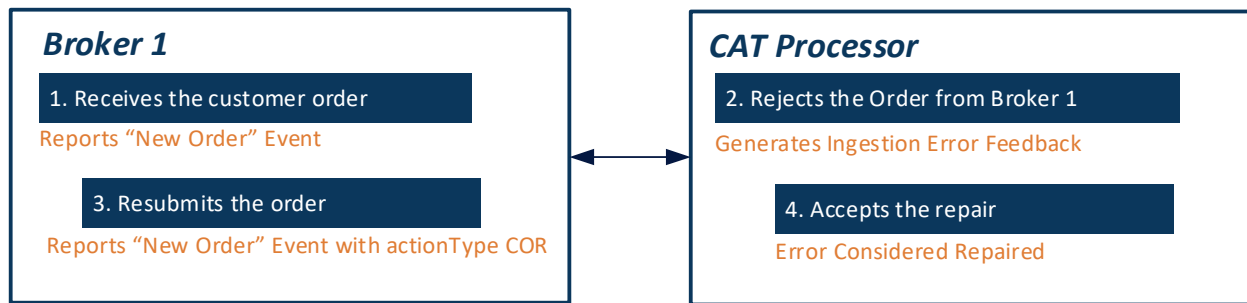 Broker 1
1. Receives the customer order
Reports “New Order” Event
3. Resubmits the order
Reports “New Order” Event with actionType COR
CAT Processor
2. Rejects the Order from Broker 1
Generates Ingestion Error Feedback
4. Accepts the repair
Error Considered Repaired